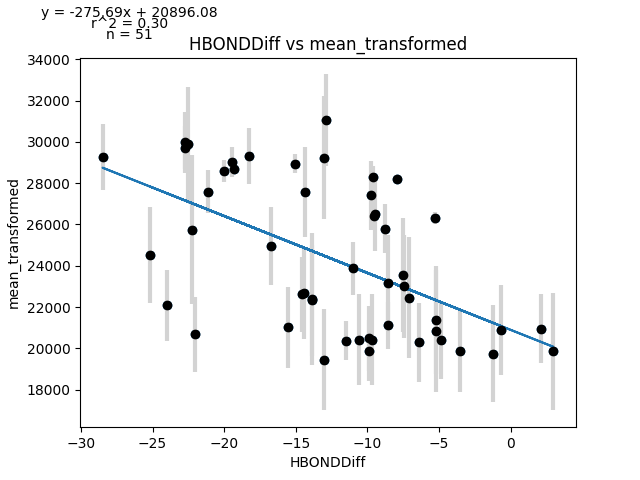 y = -275.69x + 20896.08
r^2 = 0.30
n = 51
HBONDDiff vs mean_transformed
34000
32000
30000
28000
26000
24000
22000
20000
18000
mean_transformed
−30 −25 −20 −15 −10 −5 0
HBONDDiff